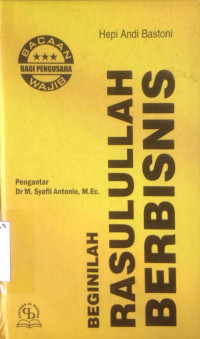 Hepi Andi Bastoni
BACAAN
BAGI PENGUSAHA
WAJIB
Pengantar
Dr M. Syafii Antonio, M.Ec.
BEGINILAH
RASULULLAH
BERBISNIS